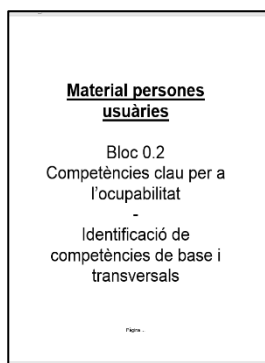 Material persones
usuàries
Bloc 0.2
Competències clau per a
l'ocupabilitat
-
Identificació de
competències de base i
transversals